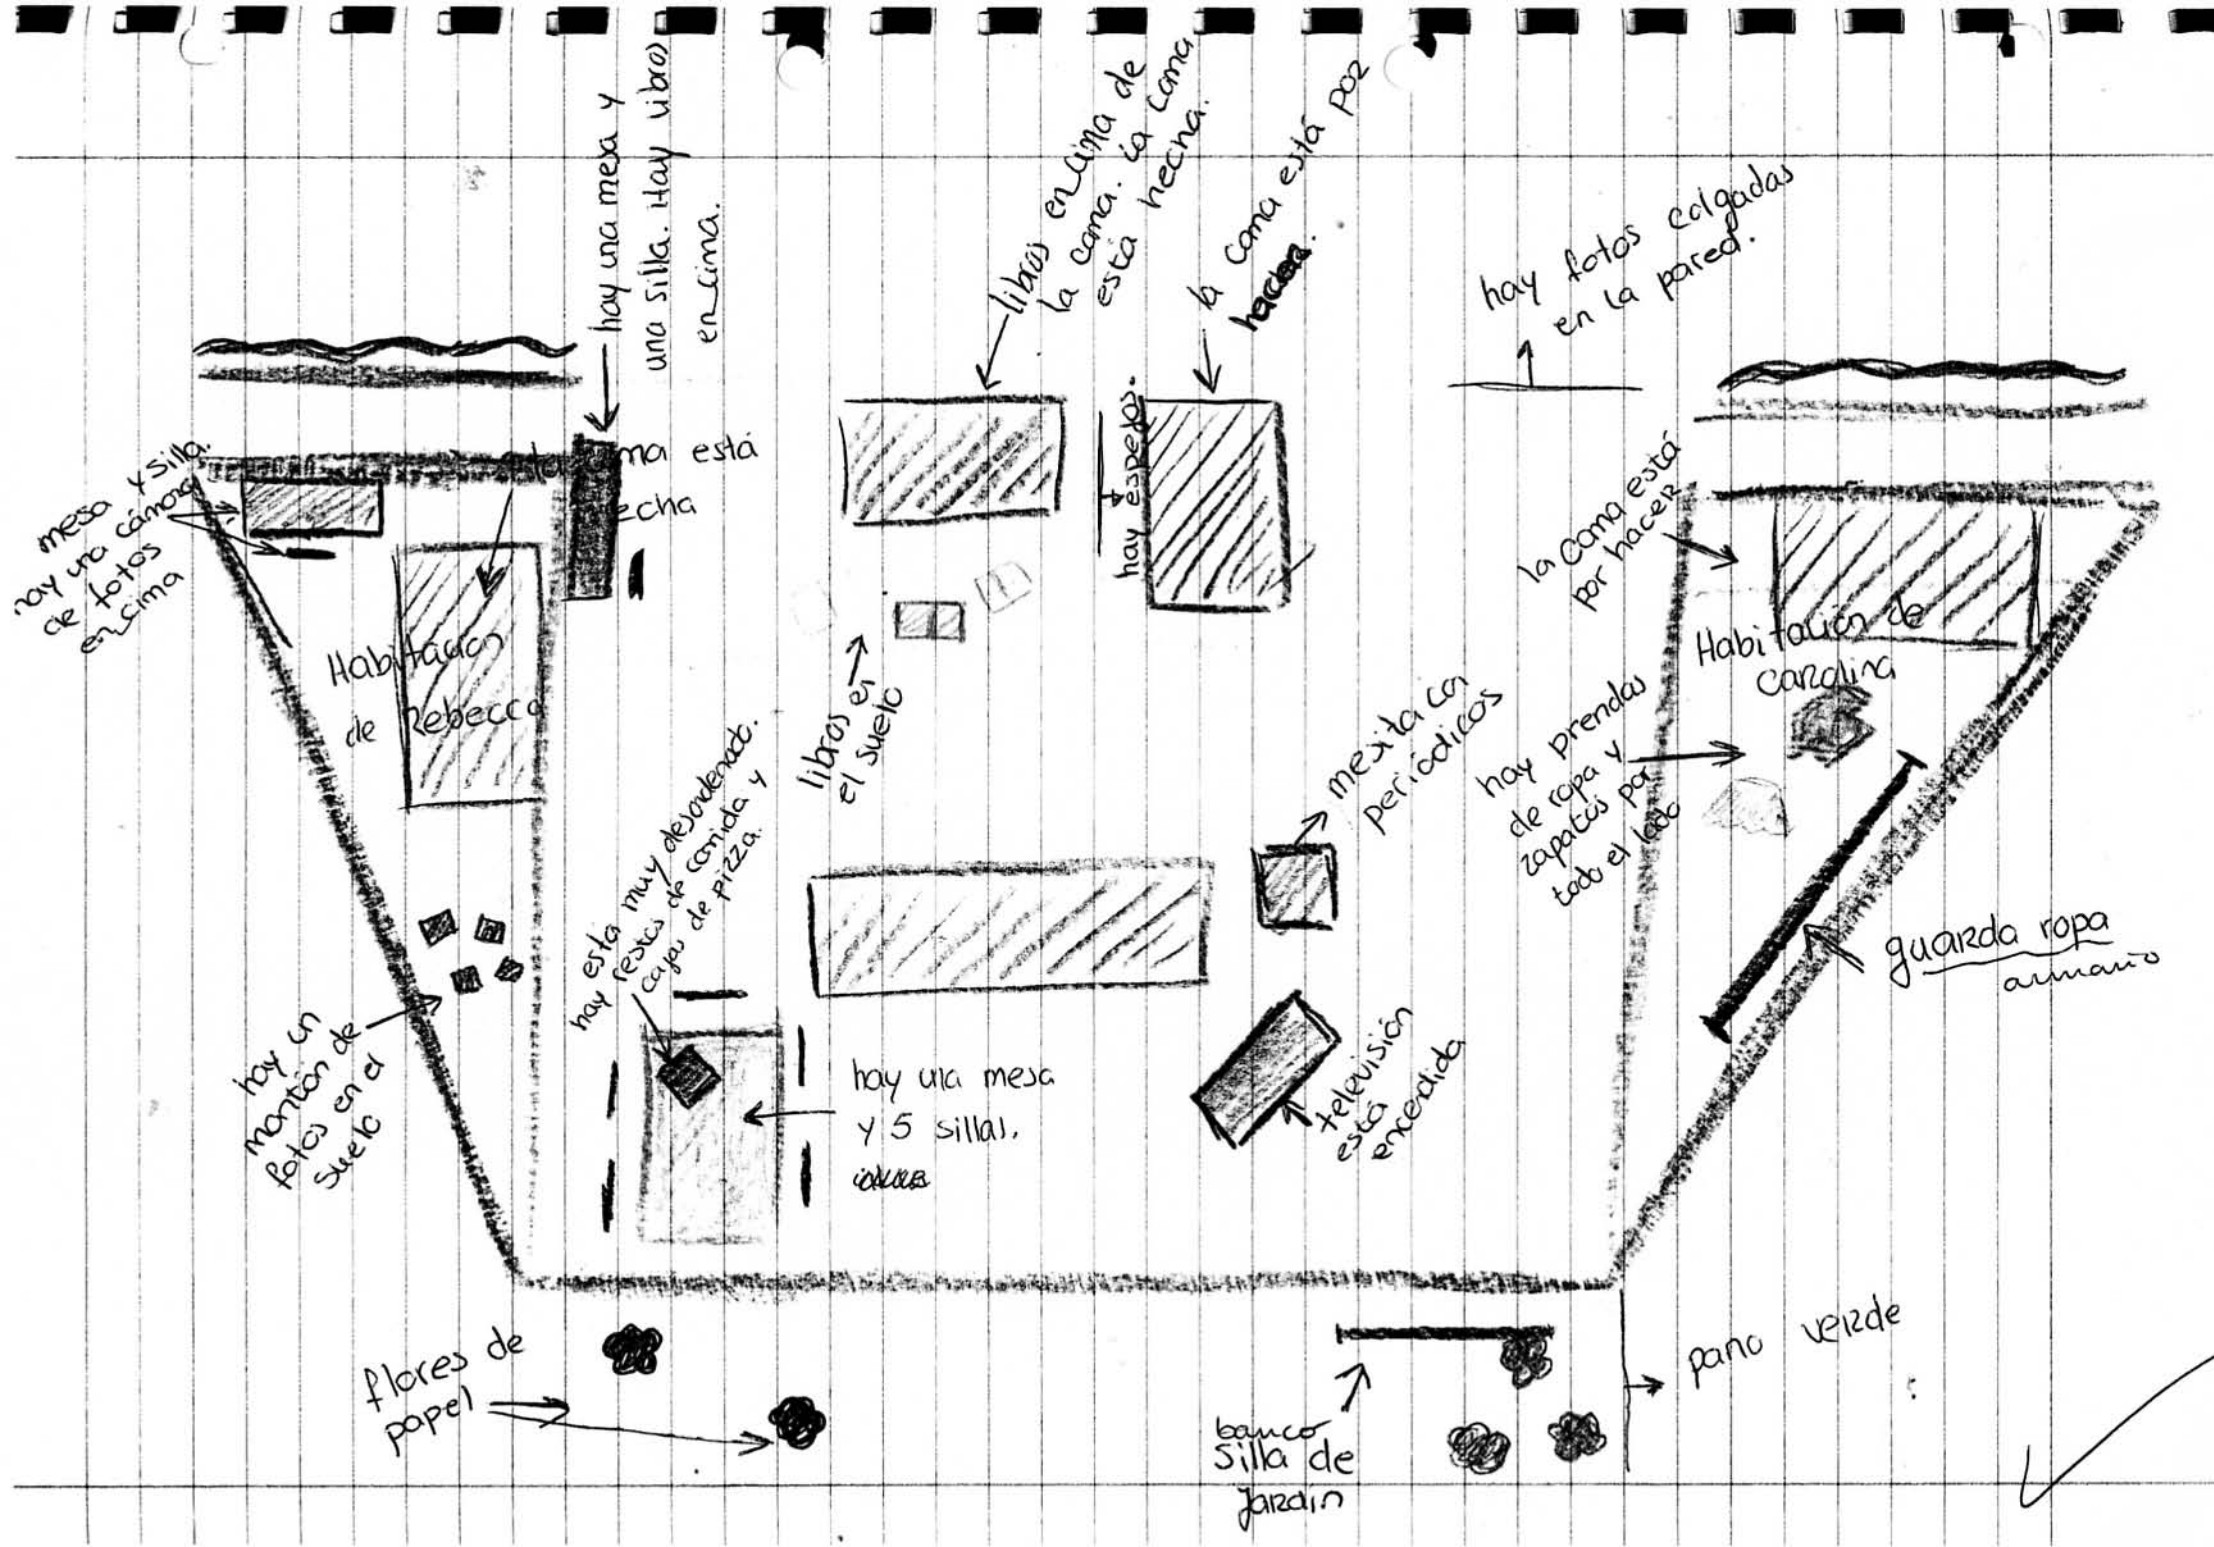 hay una mesa y
una silla. Hay libros
encima.
libros encima de
la cama. la cama
está hecha.
la cama está por
hacer.
hay espejos.
hay fotos colgadas
en la pared.
mesa y silla.
hay una cámara
de fotos
encima
la cama está
hecha
Habitación
de Rebecca
hay un
montón de
fotos en el
suelo
libros en
el suelo
está muy desordenado.
hay restos de comida y
cajas de pizza.
hay una mesa
y 5 sillas.
mesita con
periódicos
televisión
está
encendida
la cama está
por hacer
Habitación de
Carolina
hay prendas
de ropa y
zapatos por
todo el lado
guarda ropa
armario
flores de
papel
banco
Silla de
Jardin
pano verde